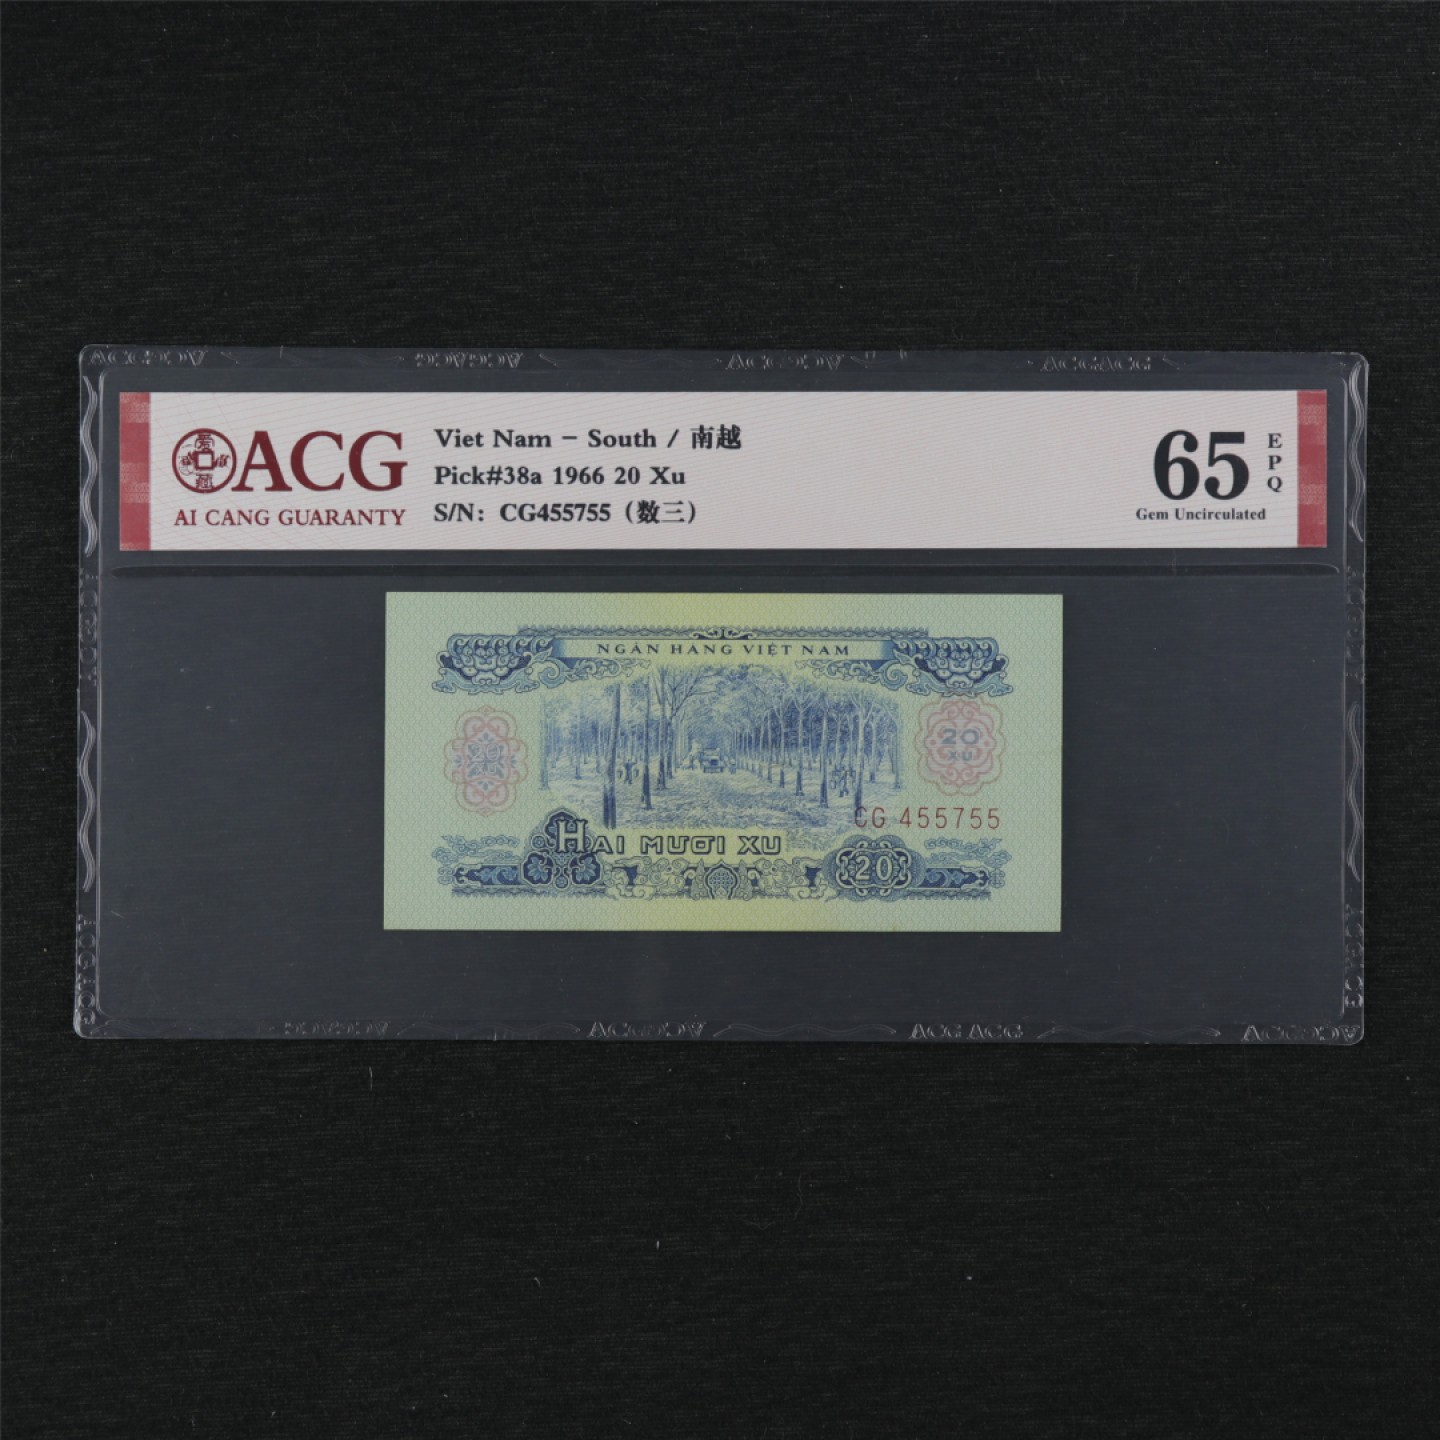 ACG
AI CANG GUARANTY
Viet Nam – South / 南越
Pick#38a 1966 20 Xu
S/N: CG455755（数三）
65
EPQ
Gem Uncirculated
NGÂN HÀNG VIỆT NAM
20
XU
CG 455755
HAI MƯƠI XU
20